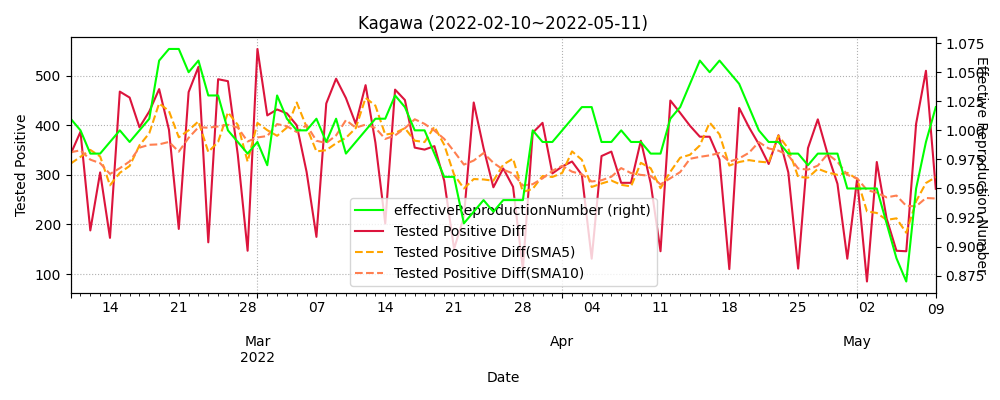 Kagawa (2022-02-10~2022-05-11)
Tested Positive
500
400
300
200
100
1.075
1.050
1.025
1.000
0.975
0.950
0.925
0.900
0.875
Effective Reproduction Number
effectiveReproductionNumber (right)
Tested Positive Diff
Tested Positive Diff(SMA5)
Tested Positive Diff(SMA10)
14 21 28 07 14 21 28 04 11 18 25 02 09
Mar Apr May
2022
Date